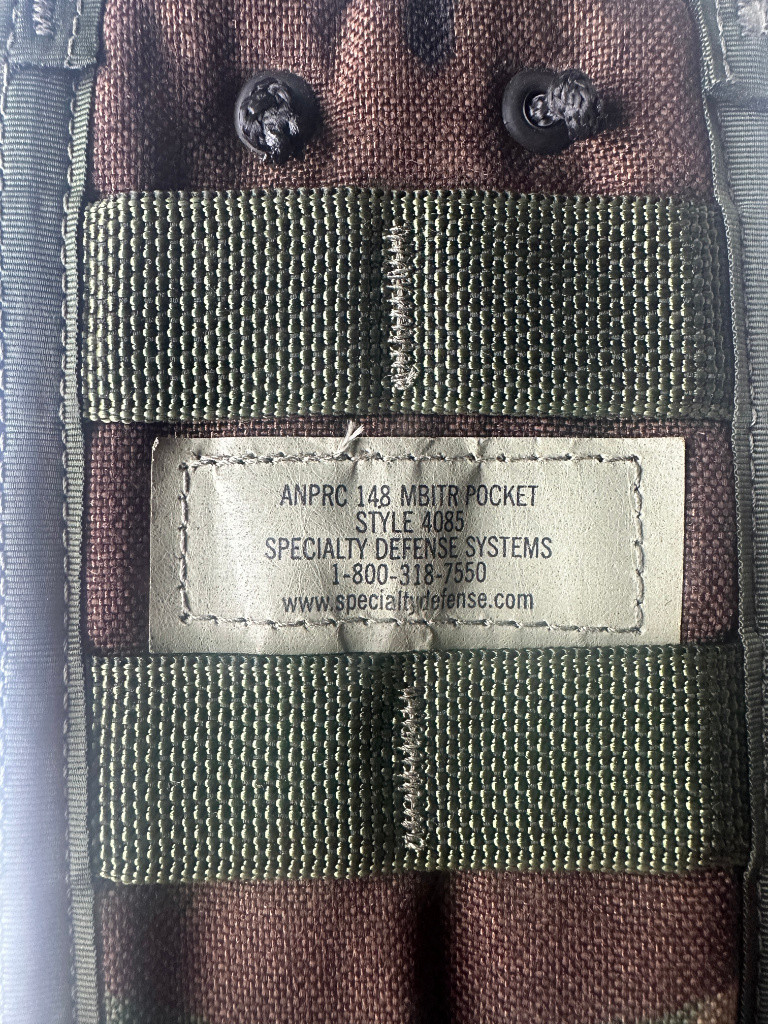 ANPRC 148 MBITR POCKET
STYLE 4085
SPECIALTY DEFENSE SYSTEMS
1-800-318-7550
www.specialtydefense.com